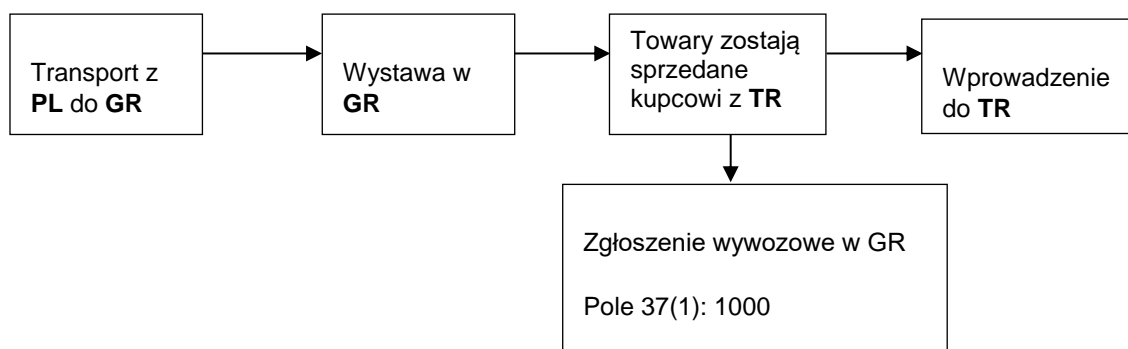 Transport z
PL do GR
Wystawa w
GR
Towary zostają
sprzedane
kupcowi z TR
Wprowadzenie
do TR
Zgłoszenie wywozowe w GR
Pole 37(1): 1000